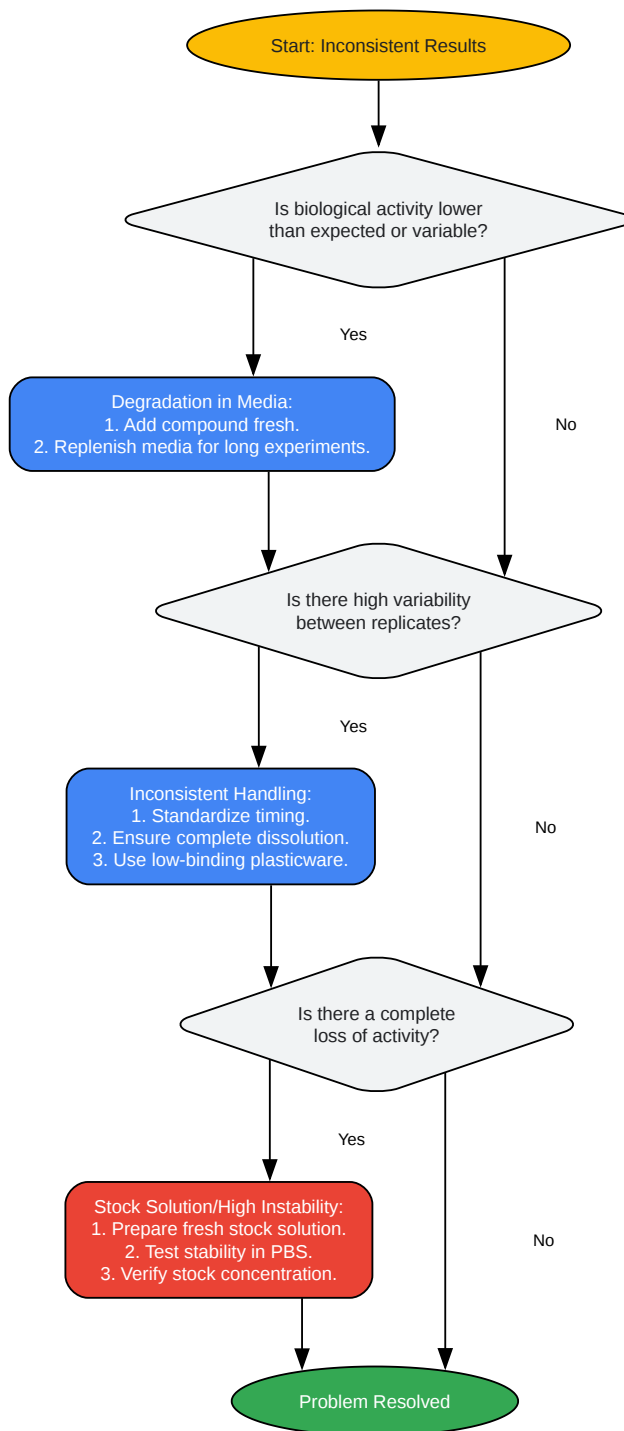 Start: Inconsistent Results
Is biological activity lower
than expected or variable?
Yes
Degradation in Media:
1. Add compound fresh.
2. Replenish media for long experiments.
No
Is there high variability
between replicates?
Yes
Inconsistent Handling:
1. Standardize timing.
2. Ensure complete dissolution.
3. Use low-binding plasticware.
No
Is there a complete
loss of activity?
Yes
Stock Solution/High Instability:
1. Prepare fresh stock solution.
2. Test stability in PBS.
3. Verify stock concentration.
No
Problem Resolved